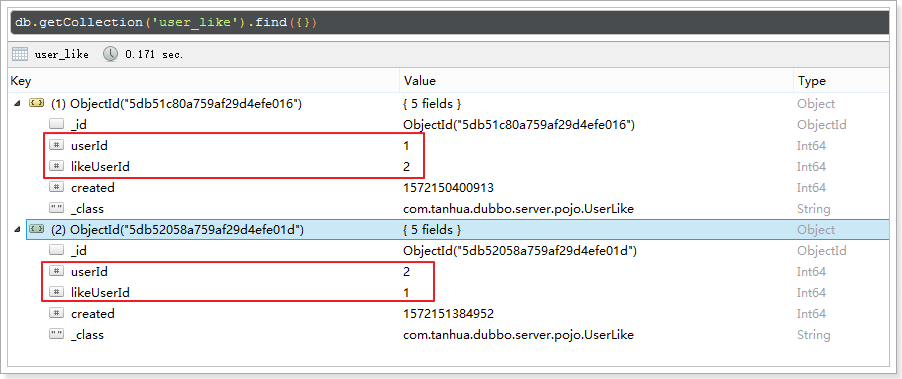 db.getCollection('user_like').find({})
user_like 0.171 sec.
Key Value Type
(1) ObjectId("5db51c80a759af29d4efe016") { 5 fields } Object
_id ObjectId("5db51c80a759af29d4efe016") ObjectId
# userId 1 Int64
# likeUserId 2 Int64
# created 1572150400913 Int64
"" _class com.tanhua.dubbo.server.pojo.UserLike String
(2) ObjectId("5db52058a759af29d4efe01d") { 5 fields } Object
_id ObjectId("5db52058a759af29d4efe01d") ObjectId
# userId 2 Int64
# likeUserId 1 Int64
# created 1572151384952 Int64
"" _class com.tanhua.dubbo.server.pojo.UserLike String